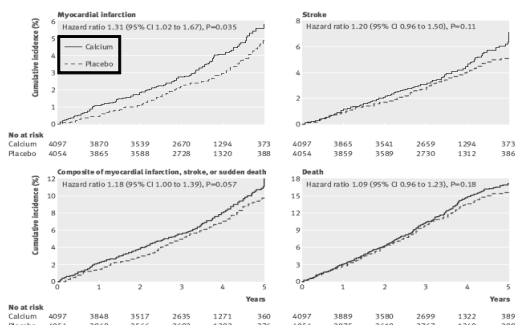 Myocardial infarction
Hazard ratio 1.31 (95% CI 1.02 to 1.67), P=0.035
Calcium
Placebo
Cumulative incidence (%)
6
5
4
3
2
1
0
No at risk
Calcium 4097 3870 3539 2670 1294 373
Placebo 4054 3865 3588 2728 1320 388
Stroke
Hazard ratio 1.20 (95% CI 0.96 to 1.50), P=0.11
8
6
4
2
0
4097 3865 3541 2659 1294 373
4054 3859 3589 2730 1312 386
Composite of myocardial infarction, stroke, or sudden death
Hazard ratio 1.18 (95% CI 1.00 to 1.39), P=0.057
Cumulative incidence (%)
12
10
8
6
4
2
0
0 1 2 3 4 5
Years
No at risk
Calcium 4097 3848 3517 2635 1271 360
Death
Hazard ratio 1.09 (95% CI 0.96 to 1.23), P=0.18
18
15
12
9
6
3
0
0 1 2 3 4 5
Years
4097 3889 3580 2699 1322 389